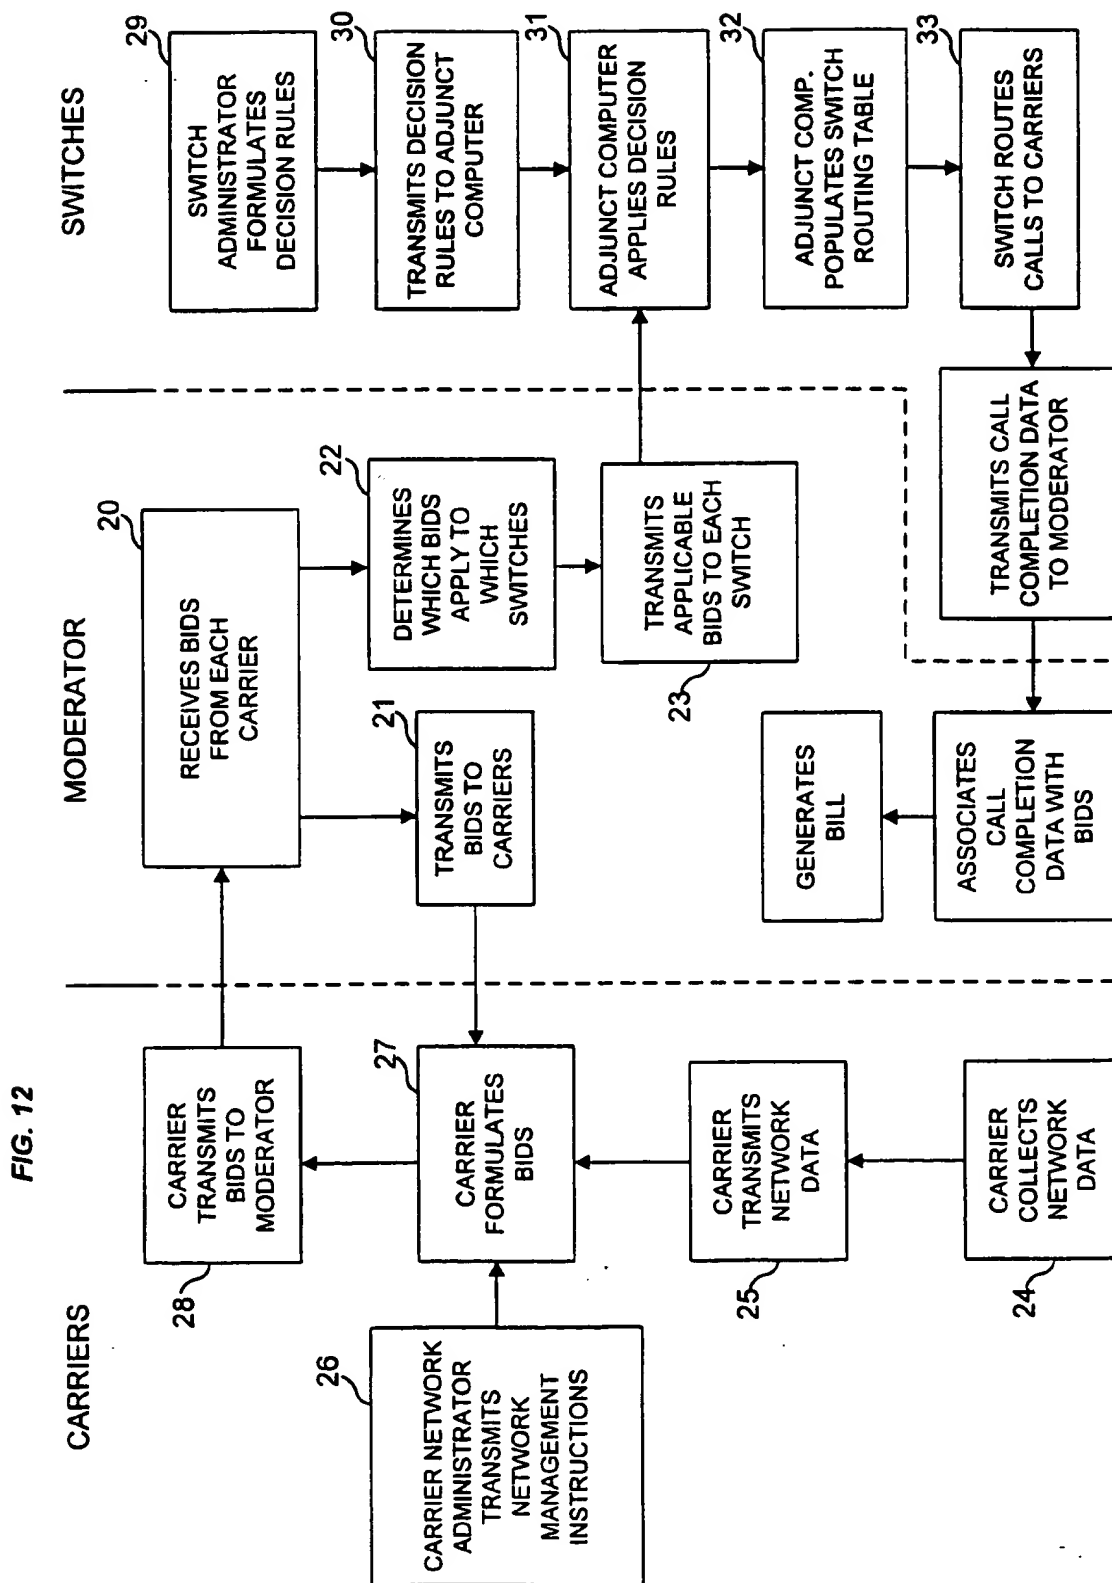 FIG. 12
CARRIERS
MODERATOR
SWITCHES
28
CARRIER
TRANSMITS
BIDS TO
MODERATOR
26
CARRIER NETWORK
ADMINISTRATOR
TRANSMITS
NETWORK
MANAGEMENT
INSTRUCTIONS
27
CARRIER
FORMULATES
BIDS
25
CARRIER
TRANSMITS
NETWORK
DATA
24
CARRIER
COLLECTS
NETWORK
DATA
20
RECEIVES BIDS
FROM EACH
CARRIER
21
TRANSMITS
BIDS TO
CARRIERS
22
DETERMINES
WHICH BIDS
APPLY TO
WHICH
SWITCHES
23
TRANSMITS
APPLICABLE
BIDS TO EACH
SWITCH
GENERATES
BILL
ASSOCIATES
CALL
COMPLETION
DATA WITH
BIDS
29
SWITCH
ADMINISTRATOR
FORMULATES
DECISION RULES
30
TRANSMITS DECISION
RULES TO ADJUNCT
COMPUTER
31
ADJUNCT COMPUTER
APPLIES DECISION
RULES
32
ADJUNCT COMP.
POPULATES SWITCH
ROUTING TABLE
33
SWITCH ROUTES
CALLS TO CARRIERS
TRANSMITS CALL
COMPLETION DATA
TO MODERATOR